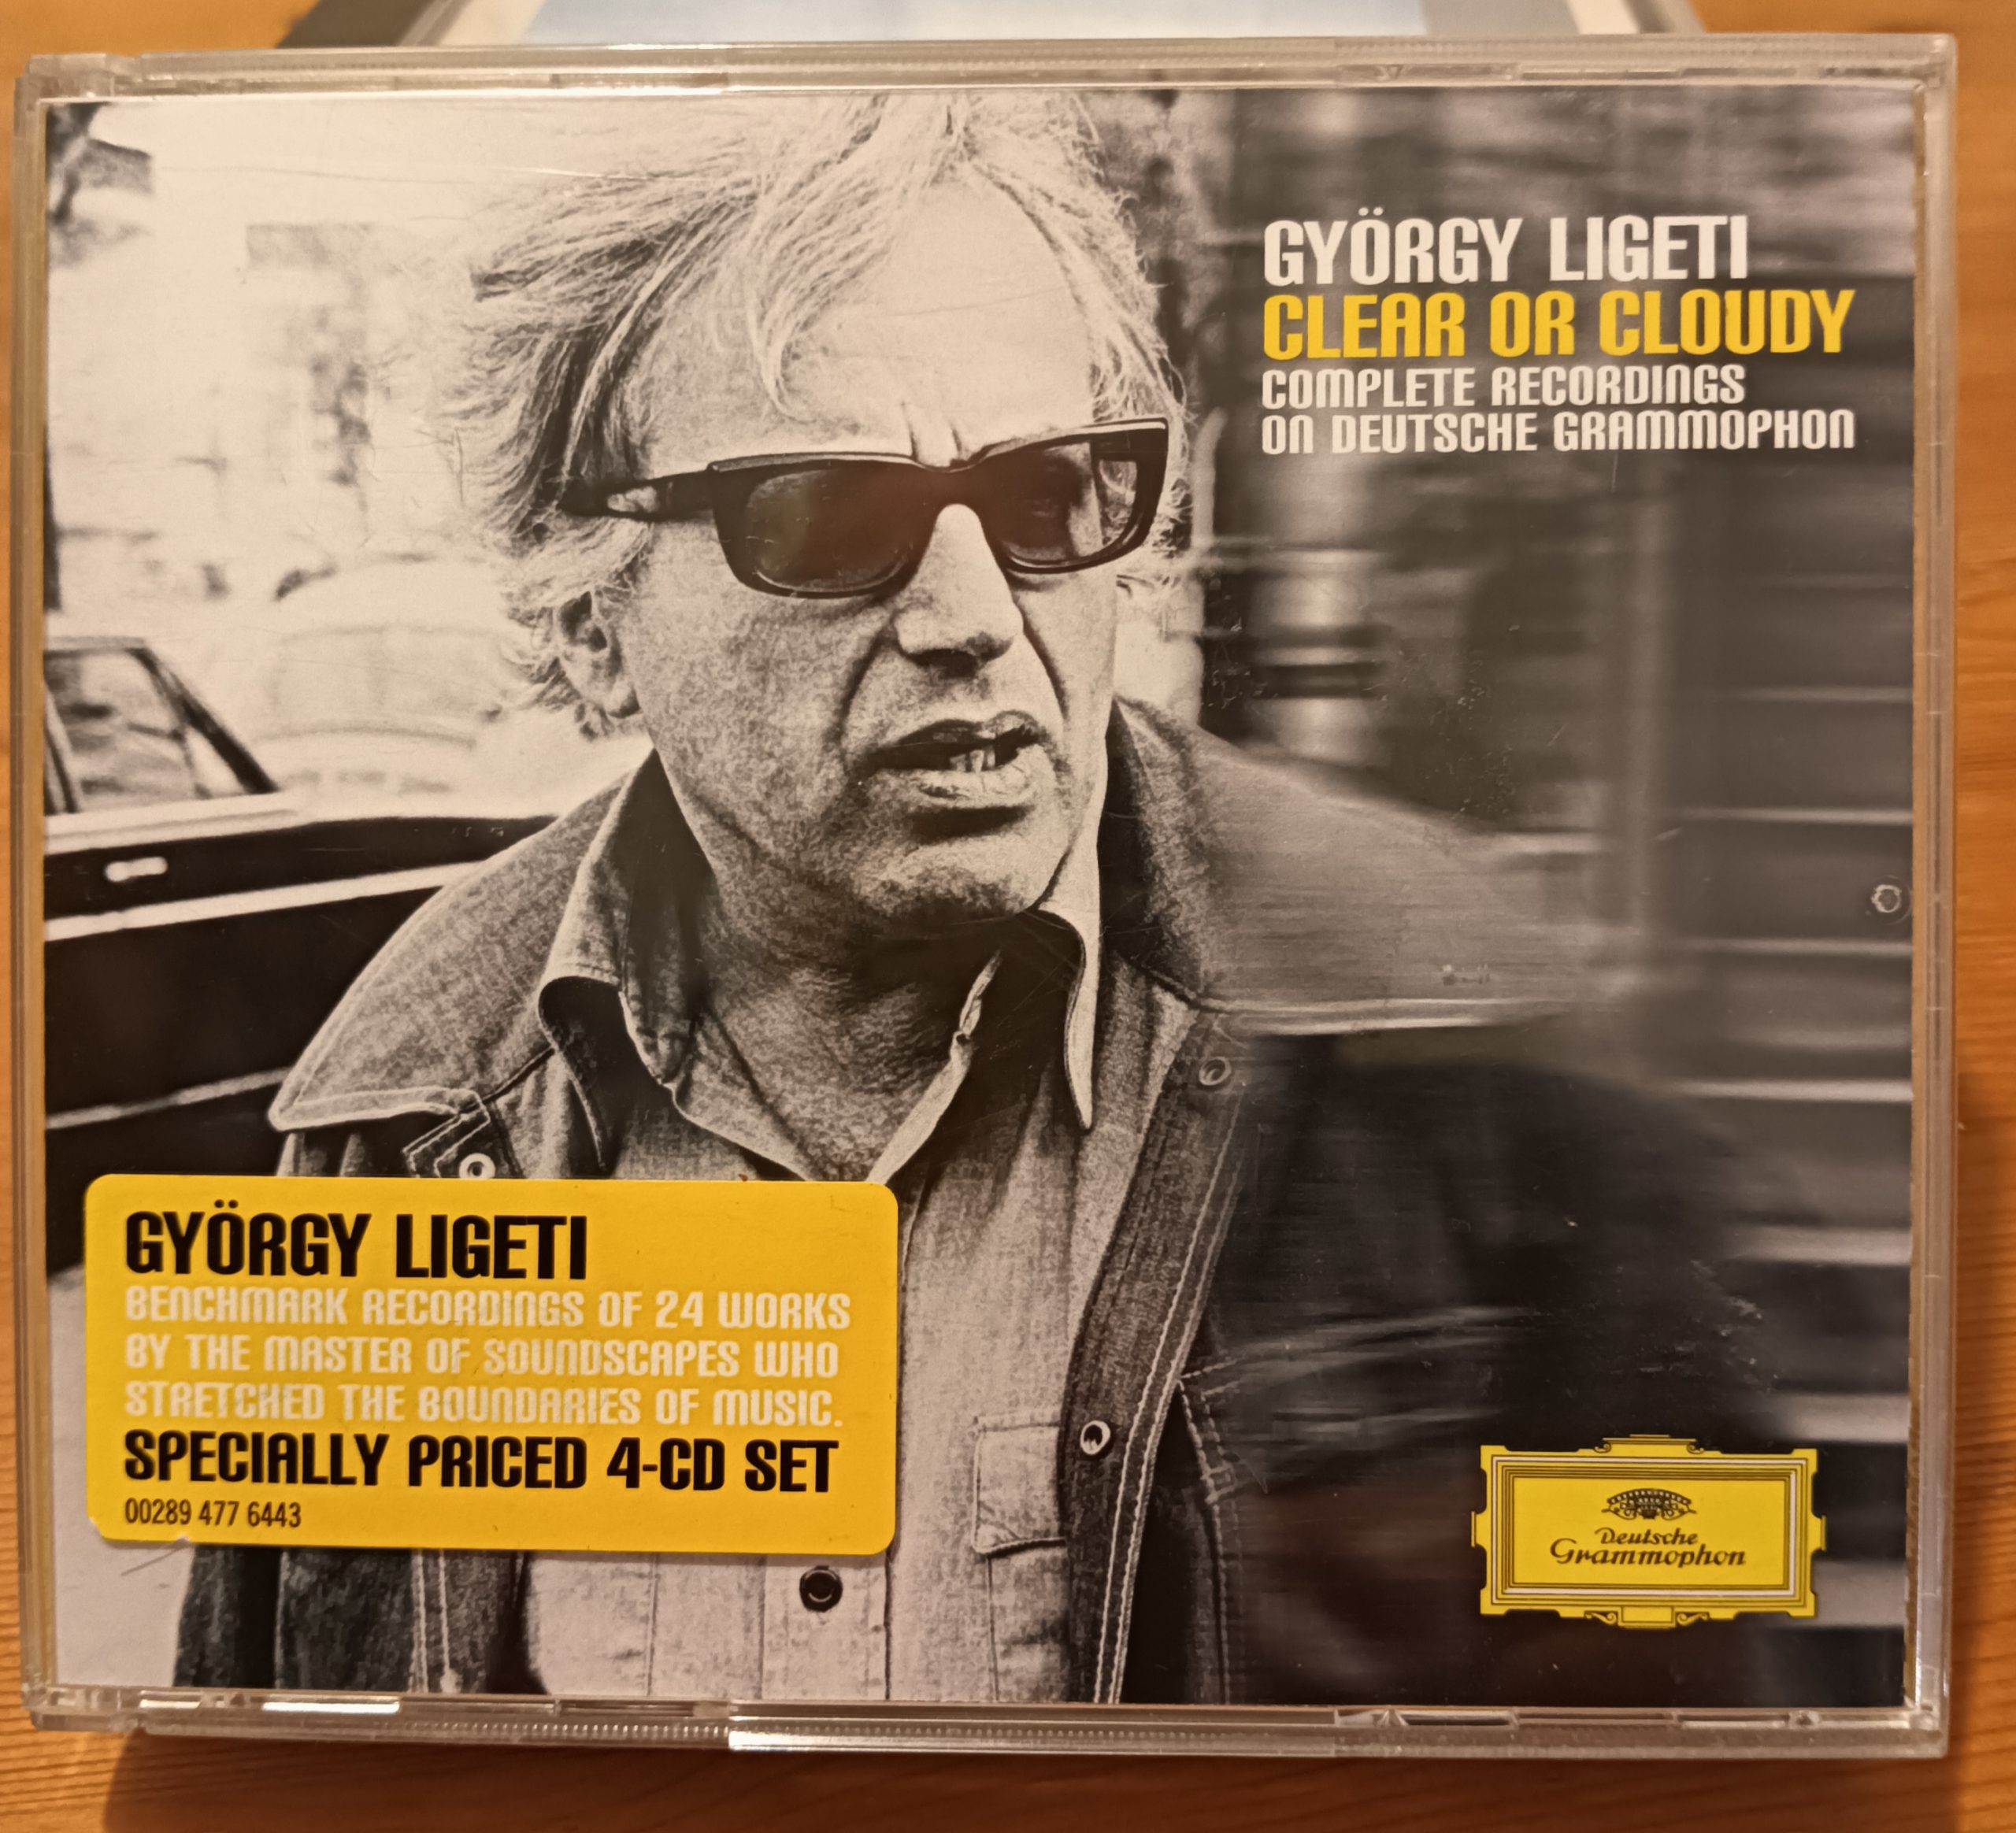 GYÖRGY LIGETI
CLEAR OR CLOUDY
COMPLETE RECORDINGS
ON DEUTSCHE GRAMMOPHON
GYÖRGY LIGETI
BENCHMARK RECORDINGS OF 24 WORKS
BY THE MASTER OF SOUNDSCAPES WHO
STRETCHED THE BOUNDARIES OF MUSIC.
SPECIALLY PRICED 4-CD SET
00289 477 6443
Deutsche
Grammophon